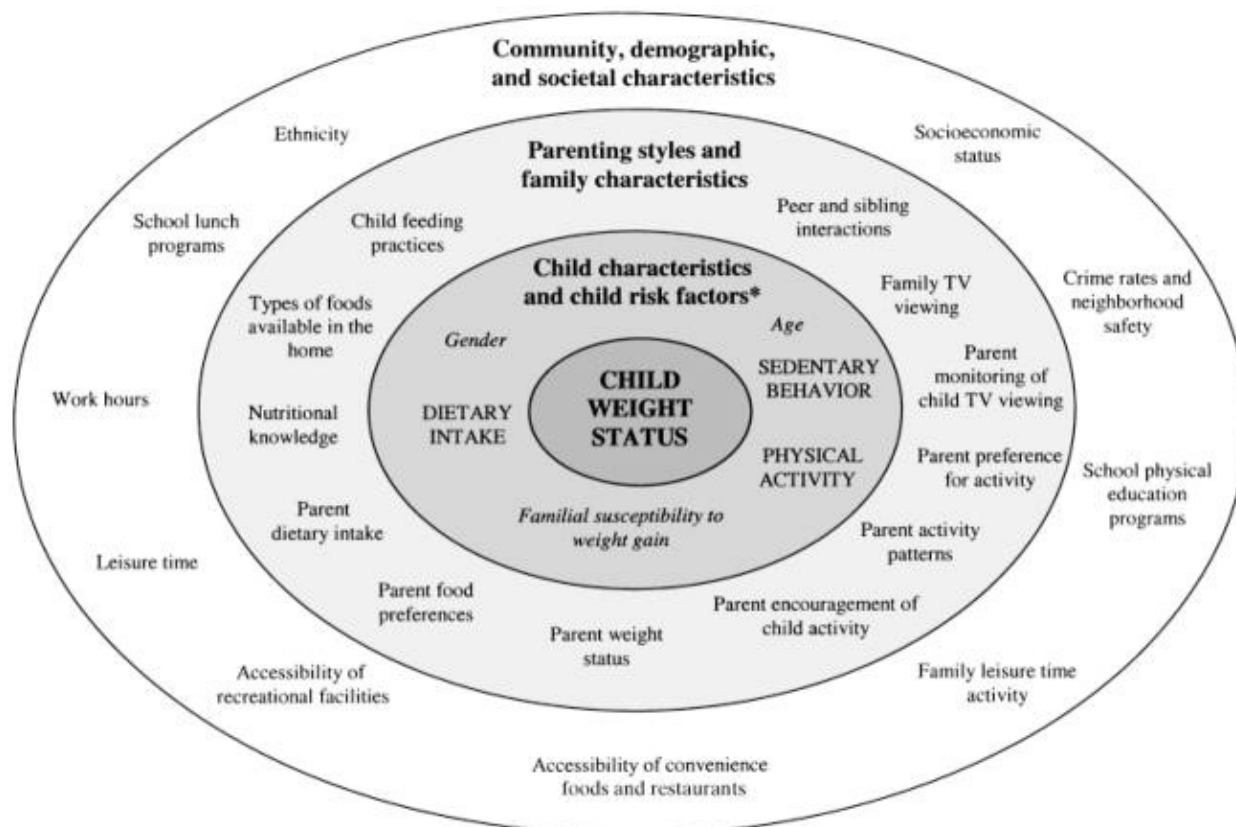 Community, demographic,
and societal characteristics
Ethnicity
Socioeconomic
status
Parenting styles and
family characteristics
School lunch
programs
Child feeding
practices
Peer and sibling
interactions
Child characteristics
and child risk factors*
Family TV
viewing
Crime rates and
neighborhood
safety
Types of foods
available in the
home
Gender
Age
Parent
monitoring of
child TV viewing
Work hours
Nutritional
knowledge
DIETARY
INTAKE
CHILD
WEIGHT
STATUS
SEDENTARY
BEHAVIOR
PHYSICAL
ACTIVITY
Parent preference
for activity
School physical
education
programs
Parent
dietary intake
Familial susceptibility to
weight gain
Parent activity
patterns
Leisure time
Parent food
preferences
Parent weight
status
Parent encouragement of
child activity
Accessibility of
recreational facilities
Family leisure time
activity
Accessibility of convenience
foods and restaurants